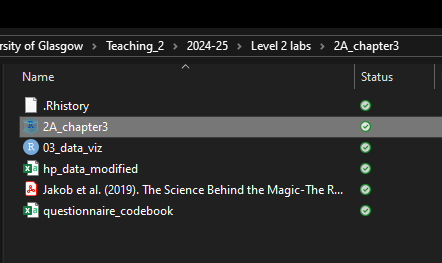 rsity of Glasgow > Teaching_2 > 2024-25 > Level 2 labs > 2A_chapter3
Name Status
.Rhistory
2A_chapter3
03_data_viz
hp_data_modified
Jakob et al. (2019). The Science Behind the Magic-The R...
questionnaire_codebook